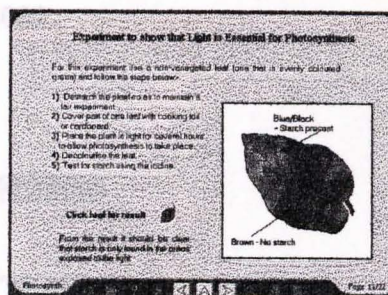 Experiment to show that Light is Essential for Photosynthesis
For this experiment use a non-variegated leaf (one that is evenly coloured
green) and follow the steps below:-
1) Destarch the plant so as to maintain a
fair experiment.
2) Cover part of one leaf with cooking foil
or cardboard.
3) Place the plant in light for several hours
to allow photosynthesis to take place.
4) Decolourise the leaf.
5) Test for starch using the iodine.
Blue/Black
- Starch present
Brown - No starch
Click leaf for result
From this result it should be clear
that starch is only found in the areas
exposed to the light
Photosynth
Page 11/